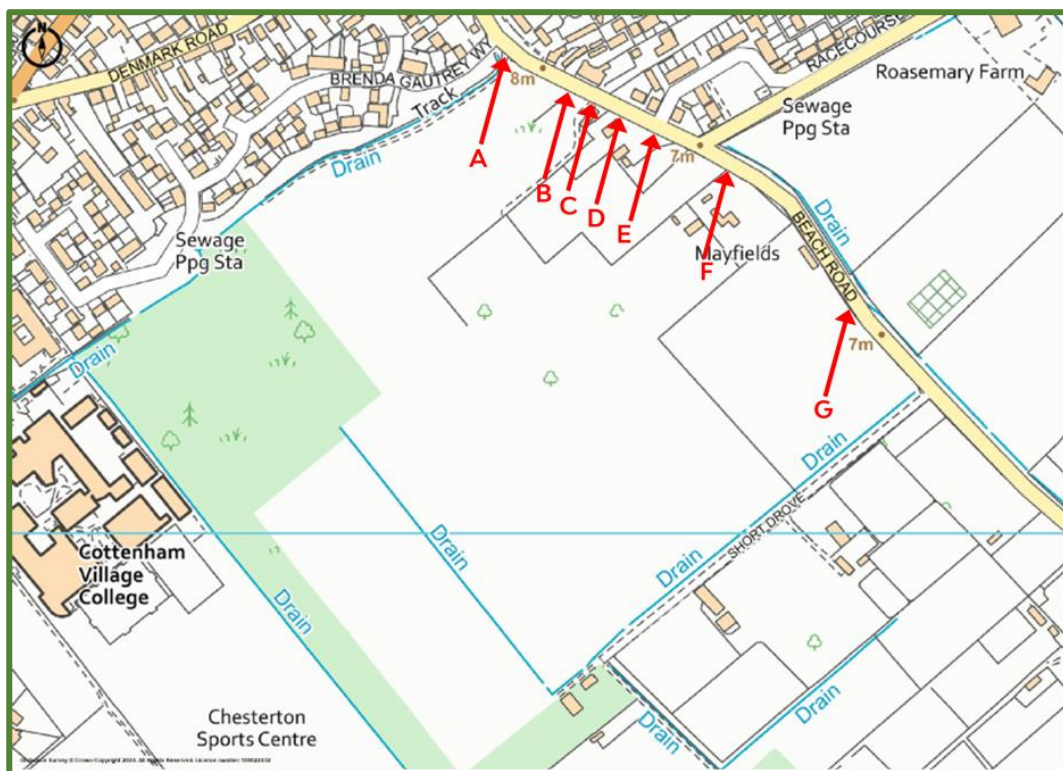 N
DENMARK ROAD
BRENDA GAUTREY WY
Track
8m
RACECOURSE
Roasemary Farm
Sewage
Ppg Sta
A
B
C
D
E
7m
Drain
Sewage
Ppg Sta
Mayfields
F
Drain
BEACH ROAD
7m
G
Drain
Drain
SHORT DROVE
Drain
Drain
Cottenham
Village
College
Drain
Drain
Drain
Chesterton
Sports Centre